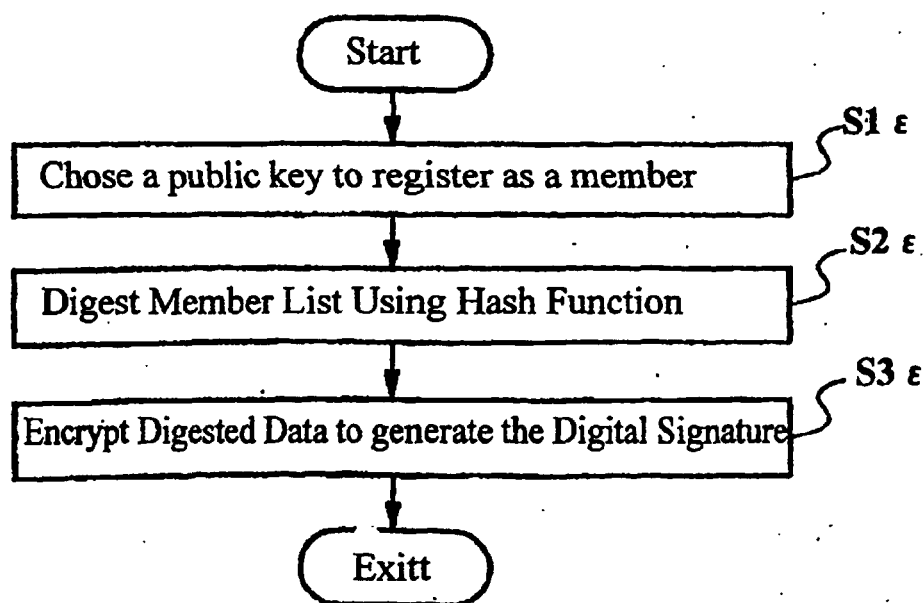 Start
S1 ε
Chose a public key to register as a member
S2 ε
Digest Member List Using Hash Function
S3 ε
Encrypt Digested Data to generate the Digital Signature
Exitt